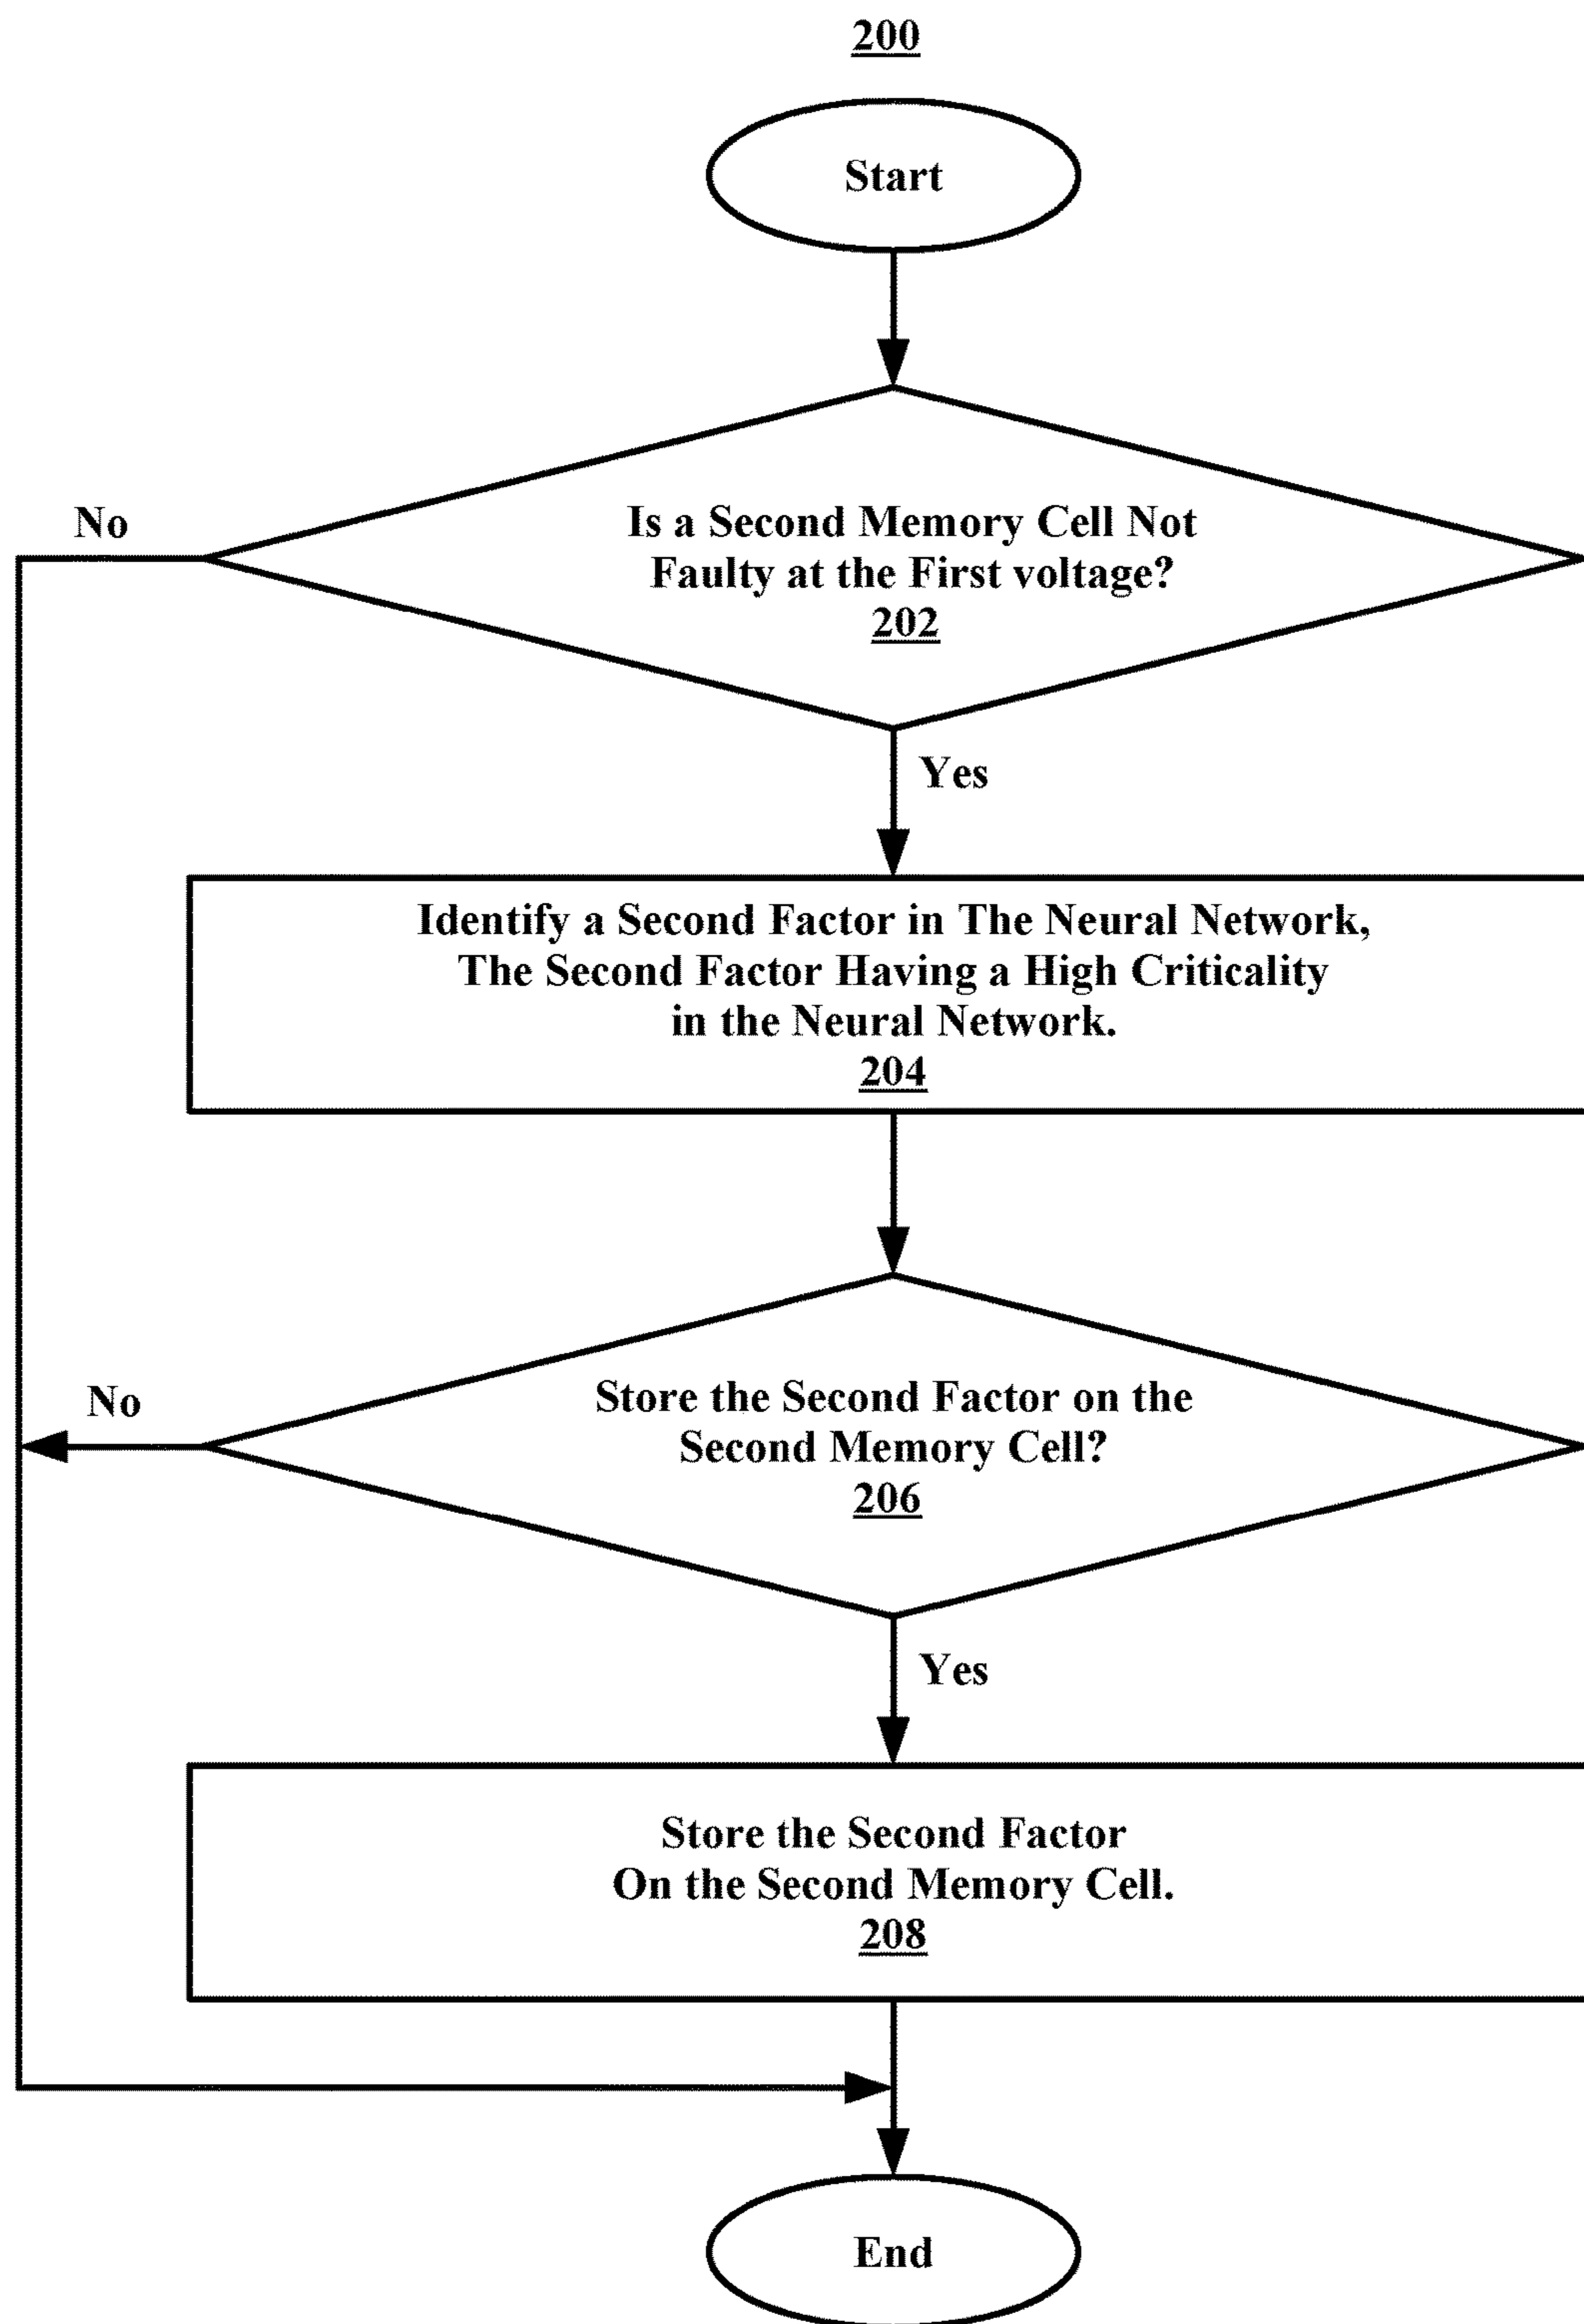 200
Start
No
Is a Second Memory Cell Not
Faulty at the First voltage?
202
Yes
Identify a Second Factor in The Neural Network,
The Second Factor Having a High Criticality
in the Neural Network.
204
No
Store the Second Factor on the
Second Memory Cell?
206
Yes
Store the Second Factor
On the Second Memory Cell.
208
End